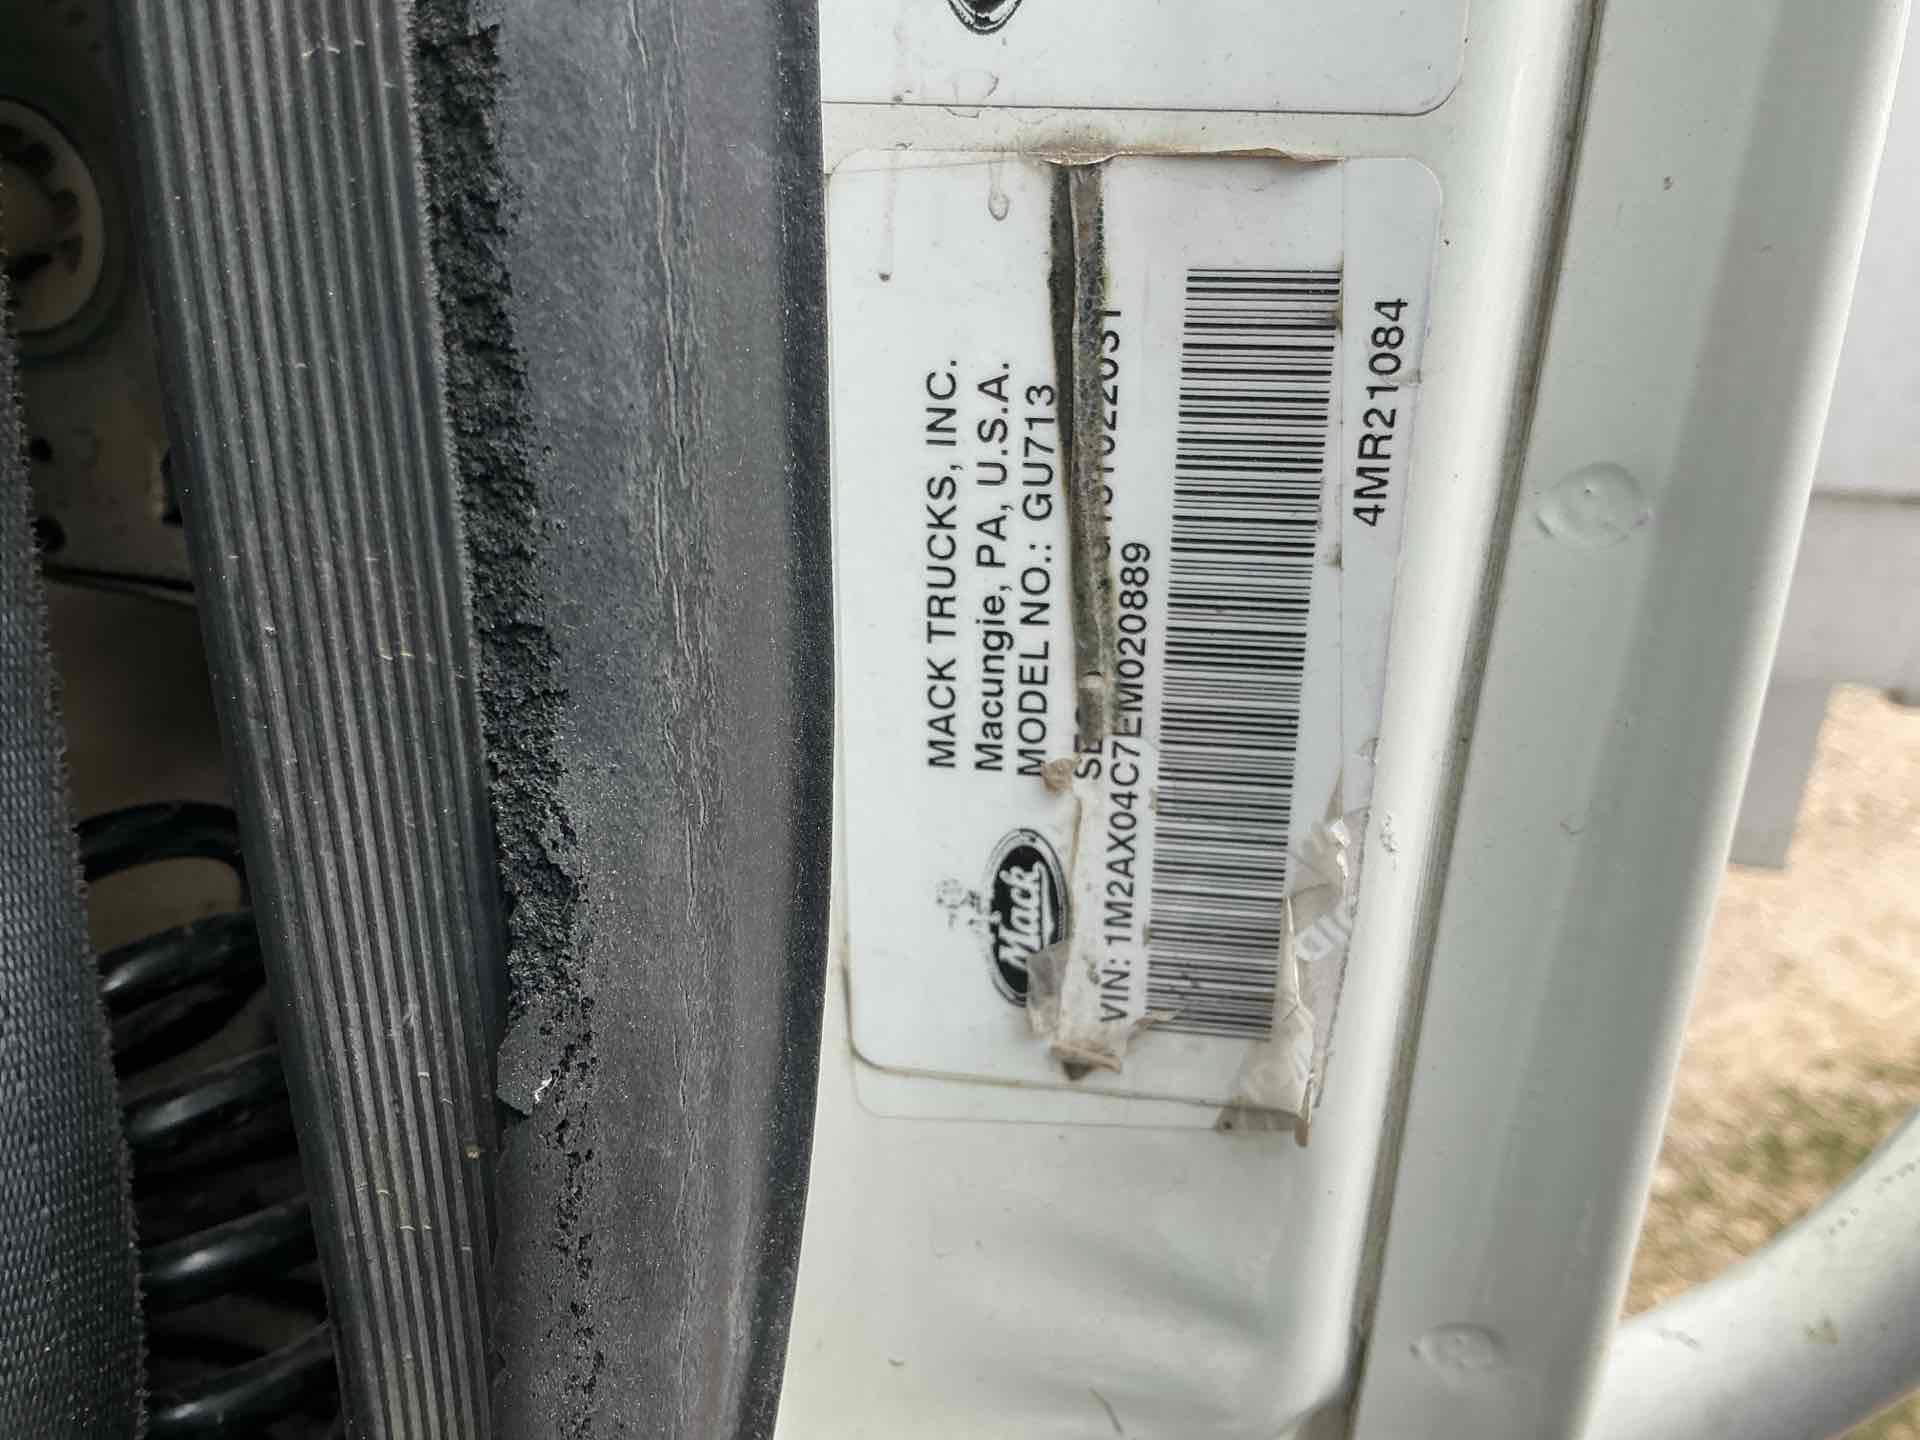 MACK TRUCKS, INC.
Macungie, PA, U.S.A.
MODEL NO.: GU713
Mack
VIN: 1M2AX04C7EM020889
4MR21084